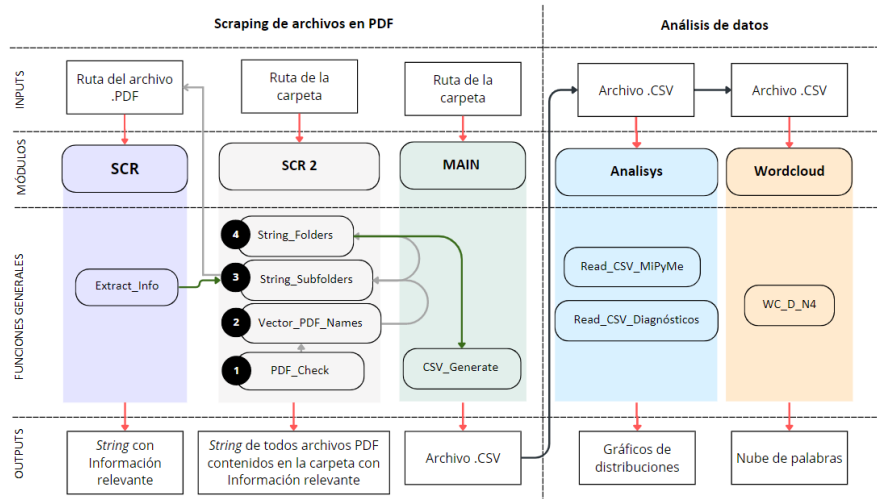 Scraping de archivos en PDF
Análisis de datos
INPUTS
Ruta del archivo
.PDF
Ruta de la
carpeta
Ruta de la
carpeta
Archivo .CSV
Archivo .CSV
MÓDULOS
SCR
SCR 2
MAIN
Analisys
Wordcloud
FUNCIONES GENERALES
Extract_Info
4
String_Folders
3
String_Subfolders
2
Vector_PDF_Names
1
PDF_Check
CSV_Generate
Read_CSV_MiPyMe
Read_CSV_Diagnósticos
WC_D_N4
OUTPUTS
String con
Información
relevante
String de todos archivos PDF
contenidos en la carpeta con
Información relevante
Archivo .CSV
Gráficos de
distribuciones
Nube de palabras